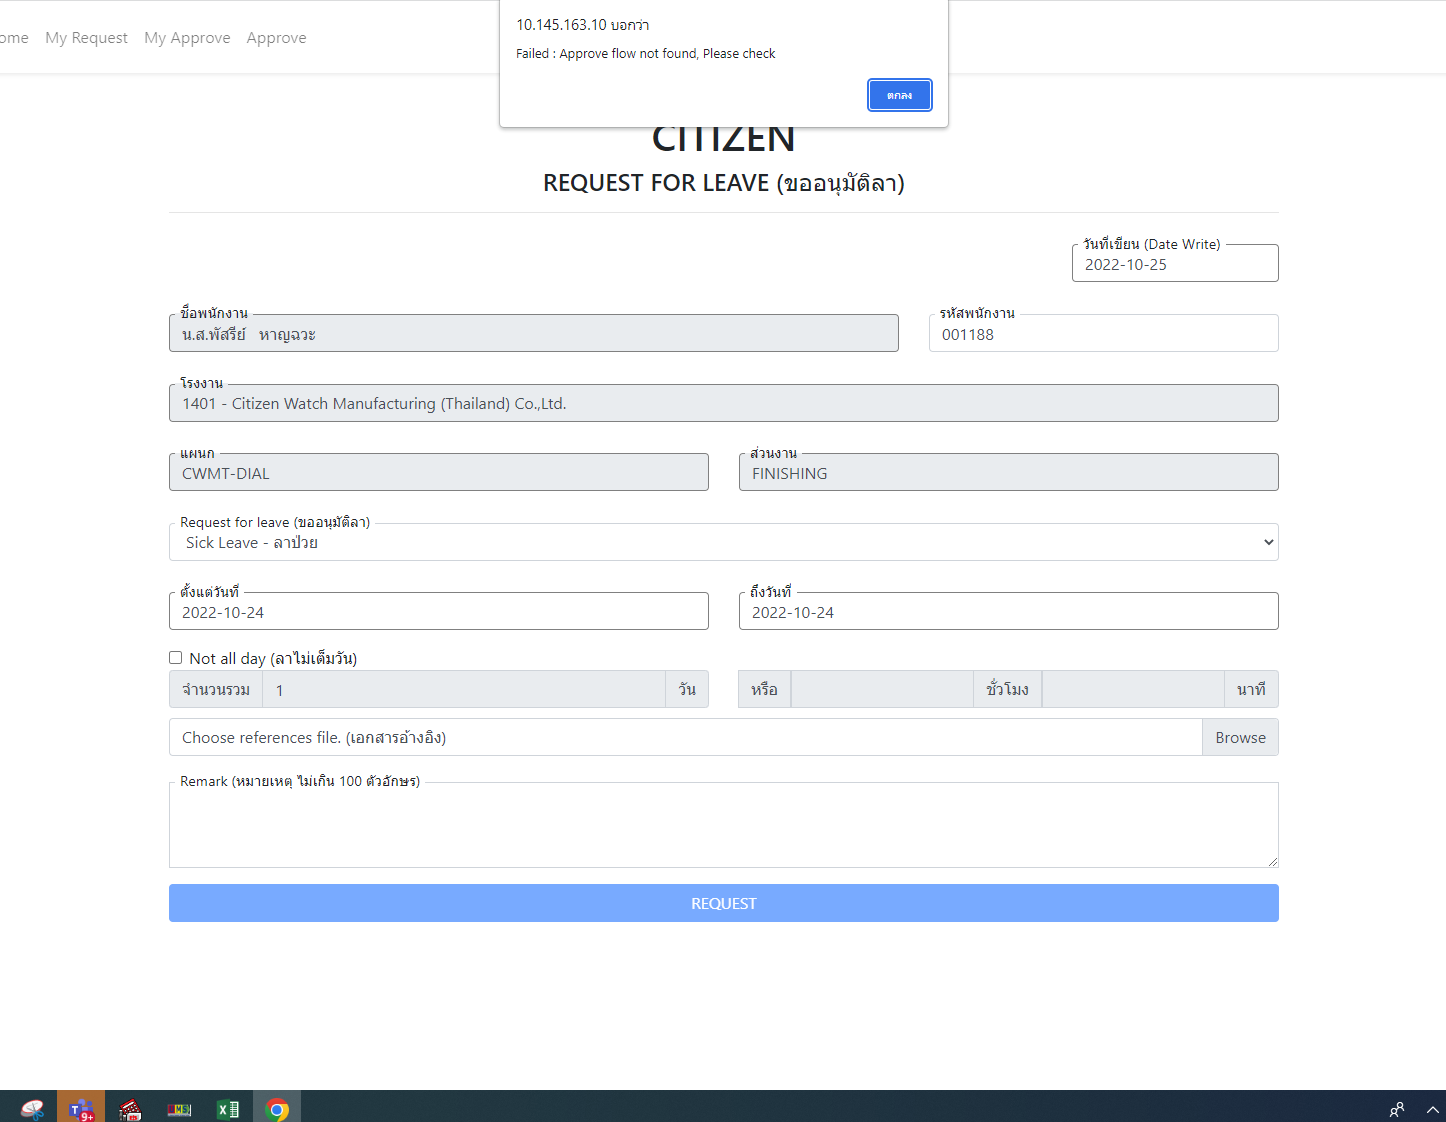 10.145.163.10 บอกว่า
Failed : Approve flow not found, Please check
ตกลง
ome My Request My Approve Approve
CITIZEN
REQUEST FOR LEAVE (ขออนุมัติลา)
วันที่เขียน (Date Write)
2022-10-25
ชื่อพนักงาน
น.ส.พัสรีย์ หาญฉวะ
รหัสพนักงาน
001188
โรงงาน
1401 - Citizen Watch Manufacturing (Thailand) Co.,Ltd.
แผนก
CWMT-DIAL
ส่วนงาน
FINISHING
Request for leave (ขออนุมัติลา)
Sick Leave - ลาป่วย
ตั้งแต่วันที่
2022-10-24
ถึงวันที่
2022-10-24
Not all day (ลาไม่เต็มวัน)
จำนวนรวม 1 วัน หรือ ชั่วโมง นาที
Choose references file. (เอกสารอ้างอิง) Browse
Remark (หมายเหตุ ไม่เกิน 100 ตัวอักษร)
REQUEST
T 9+